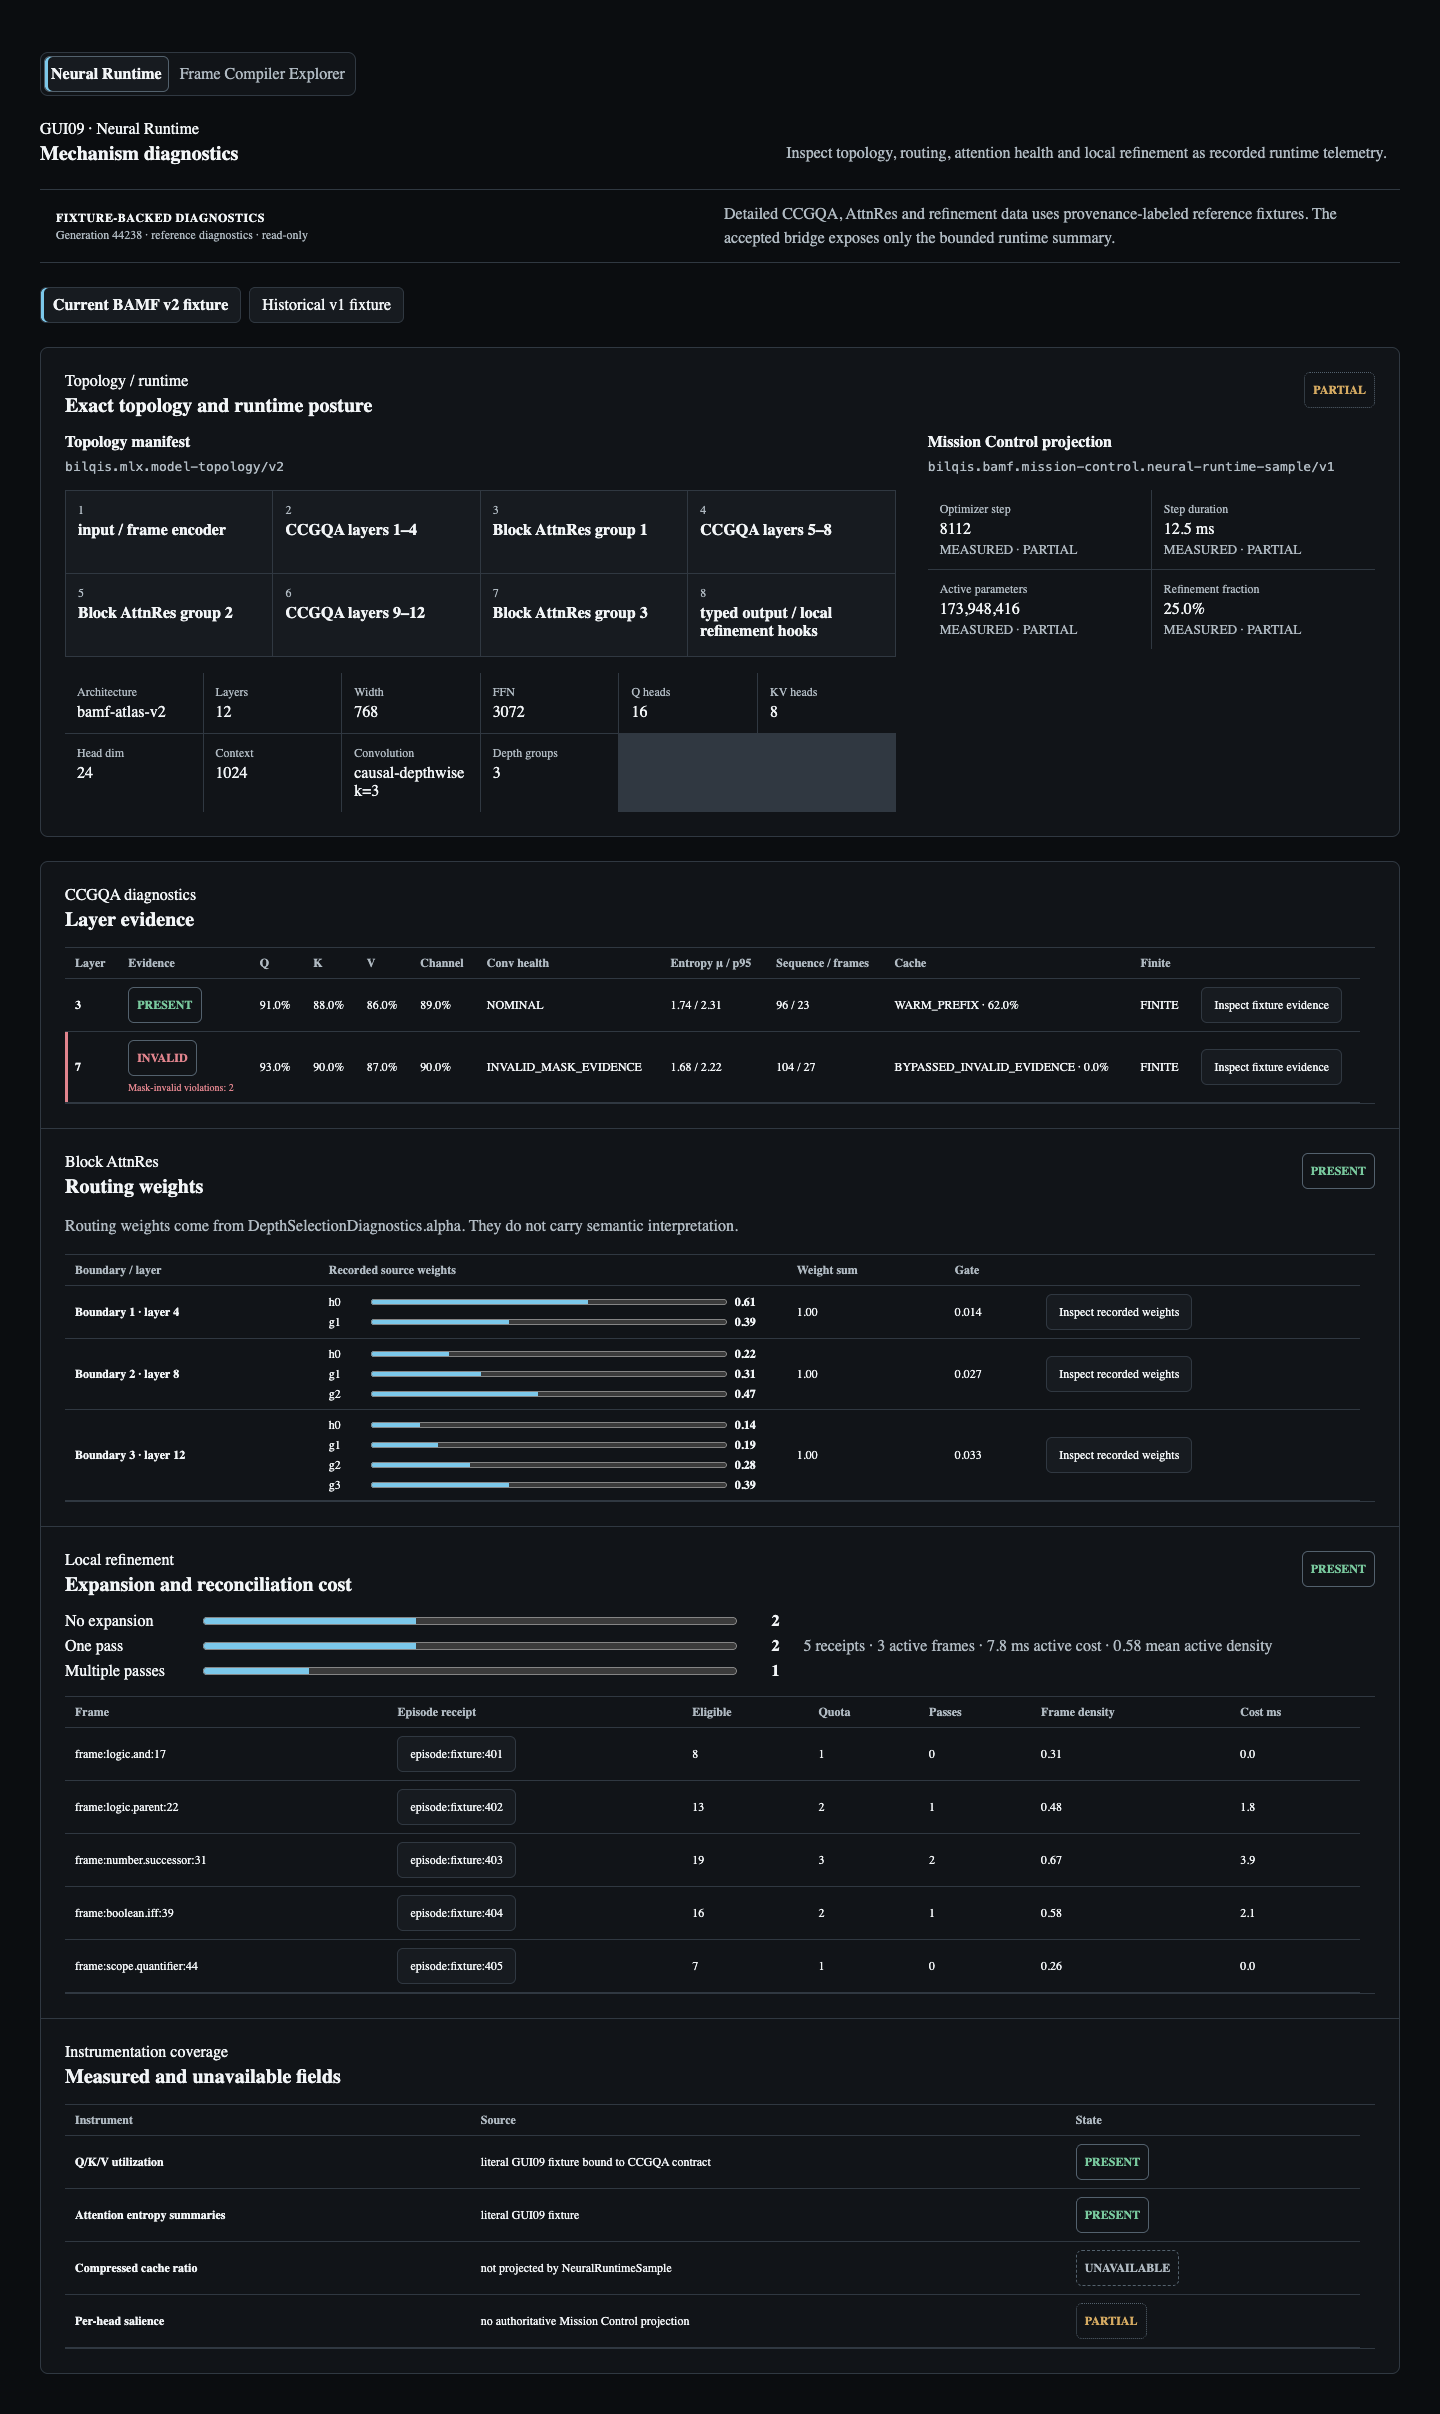 Neural Runtime
Frame Compiler Explorer
GUI09 · Neural Runtime
Mechanism diagnostics
Inspect topology, routing, attention health and local refinement as recorded runtime telemetry.
FIXTURE-BACKED DIAGNOSTICS
Generation 44238 · reference diagnostics · read-only
Detailed CCGQA, AttnRes and refinement data uses provenance-labeled reference fixtures. The
accepted bridge exposes only the bounded runtime summary.
Current BAMF v2 fixture
Historical v1 fixture
Topology / runtime
Exact topology and runtime posture
PARTIAL
Topology manifest
bilqis.mlx.model-topology/v2
1
input / frame encoder
2
CCGQA layers 1–4
3
Block AttnRes group 1
4
CCGQA layers 5–8
5
Block AttnRes group 2
6
CCGQA layers 9–12
7
Block AttnRes group 3
8
typed output / local
refinement hooks
Architecture
bamf-atlas-v2
Layers
12
Width
768
FFN
3072
Q heads
16
KV heads
8
Head dim
24
Context
1024
Convolution
causal-depthwise
k=3
Depth groups
3
Mission Control projection
bilqis.bamf.mission-control.neural-runtime-sample/v1
Optimizer step
8112
MEASURED · PARTIAL
Step duration
12.5 ms
MEASURED · PARTIAL
Active parameters
173,948,416
MEASURED · PARTIAL
Refinement fraction
25.0%
MEASURED · PARTIAL
CCGQA diagnostics
Layer evidence
Layer Evidence Q K V Channel Conv health Entropy μ / p95 Sequence / frames Cache Finite
3 PRESENT 91.0% 88.0% 86.0% 89.0% NOMINAL 1.74 / 2.31 96 / 23 WARM_PREFIX · 62.0% FINITE Inspect fixture evidence
7 INVALID 93.0% 90.0% 87.0% 90.0% INVALID_MASK_EVIDENCE 1.68 / 2.22 104 / 27 BYPASSED_INVALID_EVIDENCE · 0.0% FINITE Inspect fixture evidence
Mask-invalid violations: 2
Block AttnRes
Routing weights
PRESENT
Routing weights come from DepthSelectionDiagnostics.alpha. They do not carry semantic interpretation.
Boundary / layer Recorded source weights Weight sum Gate
Boundary 1 · layer 4
h0 0.61
g1 0.39
1.00 0.014 Inspect recorded weights
Boundary 2 · layer 8
h0 0.22
g1 0.31
g2 0.47
1.00 0.027 Inspect recorded weights
Boundary 3 · layer 12
h0 0.14
g1 0.19
g2 0.28
g3 0.39
1.00 0.033 Inspect recorded weights
Local refinement
Expansion and reconciliation cost
PRESENT
No expansion 2
One pass 2
Multiple passes 1
5 receipts · 3 active frames · 7.8 ms active cost · 0.58 mean active density
Frame Episode receipt Eligible Quota Passes Frame density Cost ms
frame:logic.and:17 episode:fixture:401 8 1 0 0.31 0.0
frame:logic.parent:22 episode:fixture:402 13 2 1 0.48 1.8
frame:number.successor:31 episode:fixture:403 19 3 2 0.67 3.9
frame:boolean.iff:39 episode:fixture:404 16 2 1 0.58 2.1
frame:scope.quantifier:44 episode:fixture:405 7 1 0 0.26 0.0
Instrumentation coverage
Measured and unavailable fields
Instrument Source State
Q/K/V utilization literal GUI09 fixture bound to CCGQA contract PRESENT
Attention entropy summaries literal GUI09 fixture PRESENT
Compressed cache ratio not projected by NeuralRuntimeSample UNAVAILABLE
Per-head salience no authoritative Mission Control projection PARTIAL